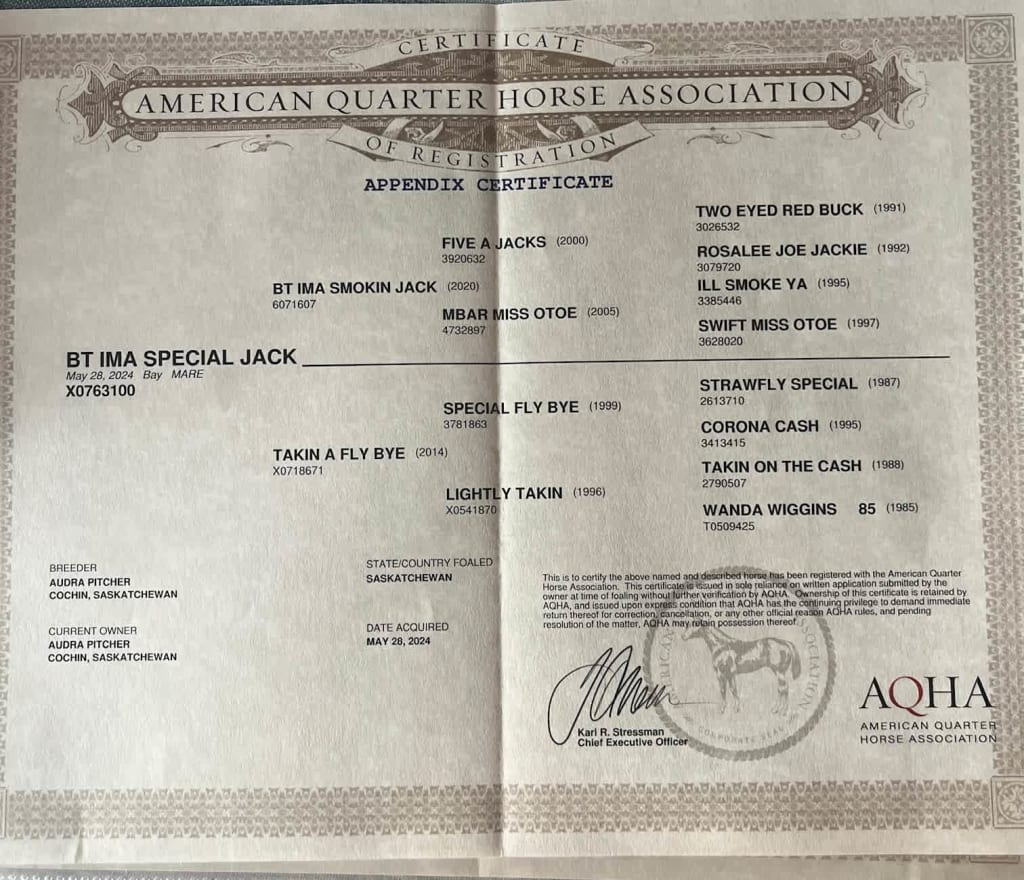 CERTIFICATE
AMERICAN QUARTER HORSE ASSOCIATION
OF REGISTRATION
APPENDIX CERTIFICATE
TWO EYED RED BUCK (1991)
3026532
FIVE A JACKS (2000)
3920632
ROSALEE JOE JACKIE (1992)
3079720
BT IMA SMOKIN JACK (2020)
6071607
ILL SMOKE YA (1995)
3385446
MBAR MISS OTOE (2005)
4732897
SWIFT MISS OTOE (1997)
3628020
BT IMA SPECIAL JACK
May 28, 2024 Bay MARE
X0763100
STRAWFLY SPECIAL (1987)
2613710
SPECIAL FLY BYE (1999)
3781863
CORONA CASH (1995)
3413415
TAKIN A FLY BYE (2014)
X0718671
TAKIN ON THE CASH (1988)
2790507
LIGHTLY TAKIN (1996)
X0541870
WANDA WIGGINS 85 (1985)
T0509425
BREEDER
AUDRA PITCHER
COCHIN, SASKATCHEWAN
STATE/COUNTRY FOALED
SASKATCHEWAN
CURRENT OWNER
AUDRA PITCHER
COCHIN, SASKATCHEWAN
DATE ACQUIRED
MAY 28, 2024
This is to certify the above named and described horse has been registered with the American Quarter
Horse Association. This certificate is issued in sole reliance on written application submitted by the
owner at time of foaling without further verification by AQHA. Ownership of this certificate is retained by
AQHA, and issued upon express condition that AQHA has the continuing privilege to demand immediate
return thereof for correction, cancellation, or any other official reason AQHA rules, and pending
resolution of the matter, AQHA may retain possession thereof.
Karl R. Stressman
Chief Executive Officer
CORPORATE SEAL
AQHA
AMERICAN QUARTER
HORSE ASSOCIATION